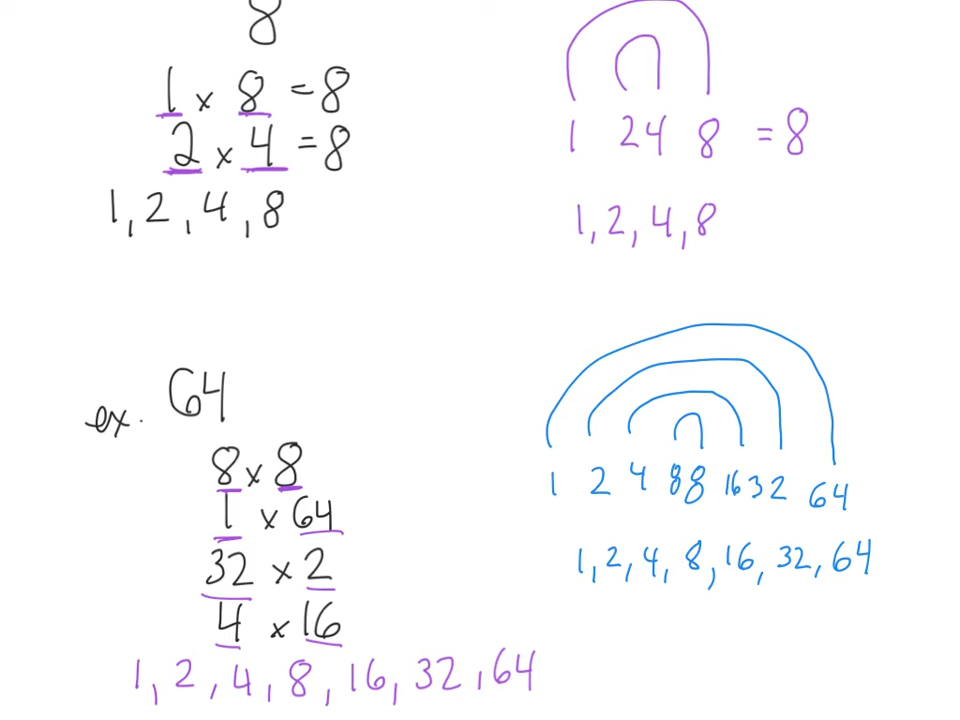 8
1 x 8 = 8
2 x 4 = 8
1, 2, 4, 8
1 2 4 8 = 8
1, 2, 4, 8
ex. 64
8 x 8
1 x 64
32 x 2
4 x 16
1, 2, 4, 8, 16, 32, 64
1 2 4 8 8 16 32 64
1, 2, 4, 8, 16, 32, 64